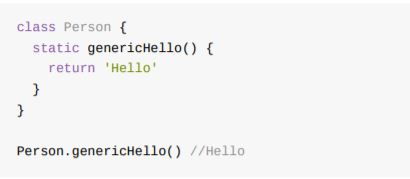 class Person {
  static genericHello() {
    return 'Hello'
  }
}
Person.genericHello() //Hello